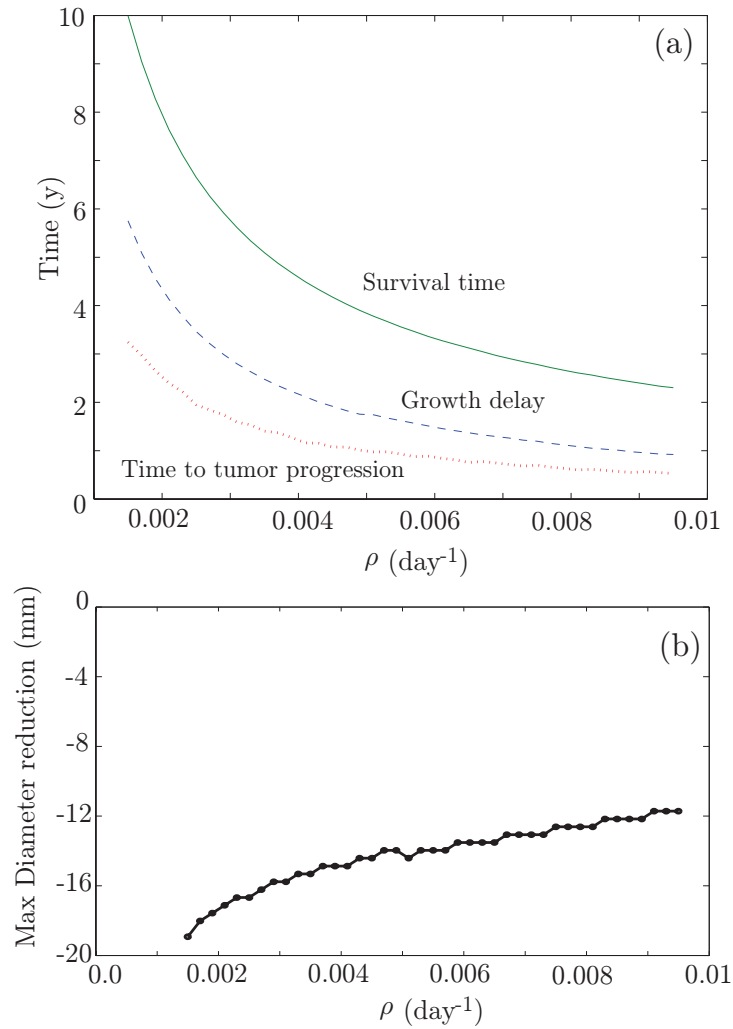 10
(a)
8
6
4
2
0
Time (y)
Survival time
Growth delay
Time to tumor progression
0.002
0.004
0.006
0.008
0.01
ρ (day-1)
0
(b)
-4
-8
-12
-16
-20
Max Diameter reduction (mm)
0.0
0.002
0.004
0.006
0.008
0.01
ρ (day-1)